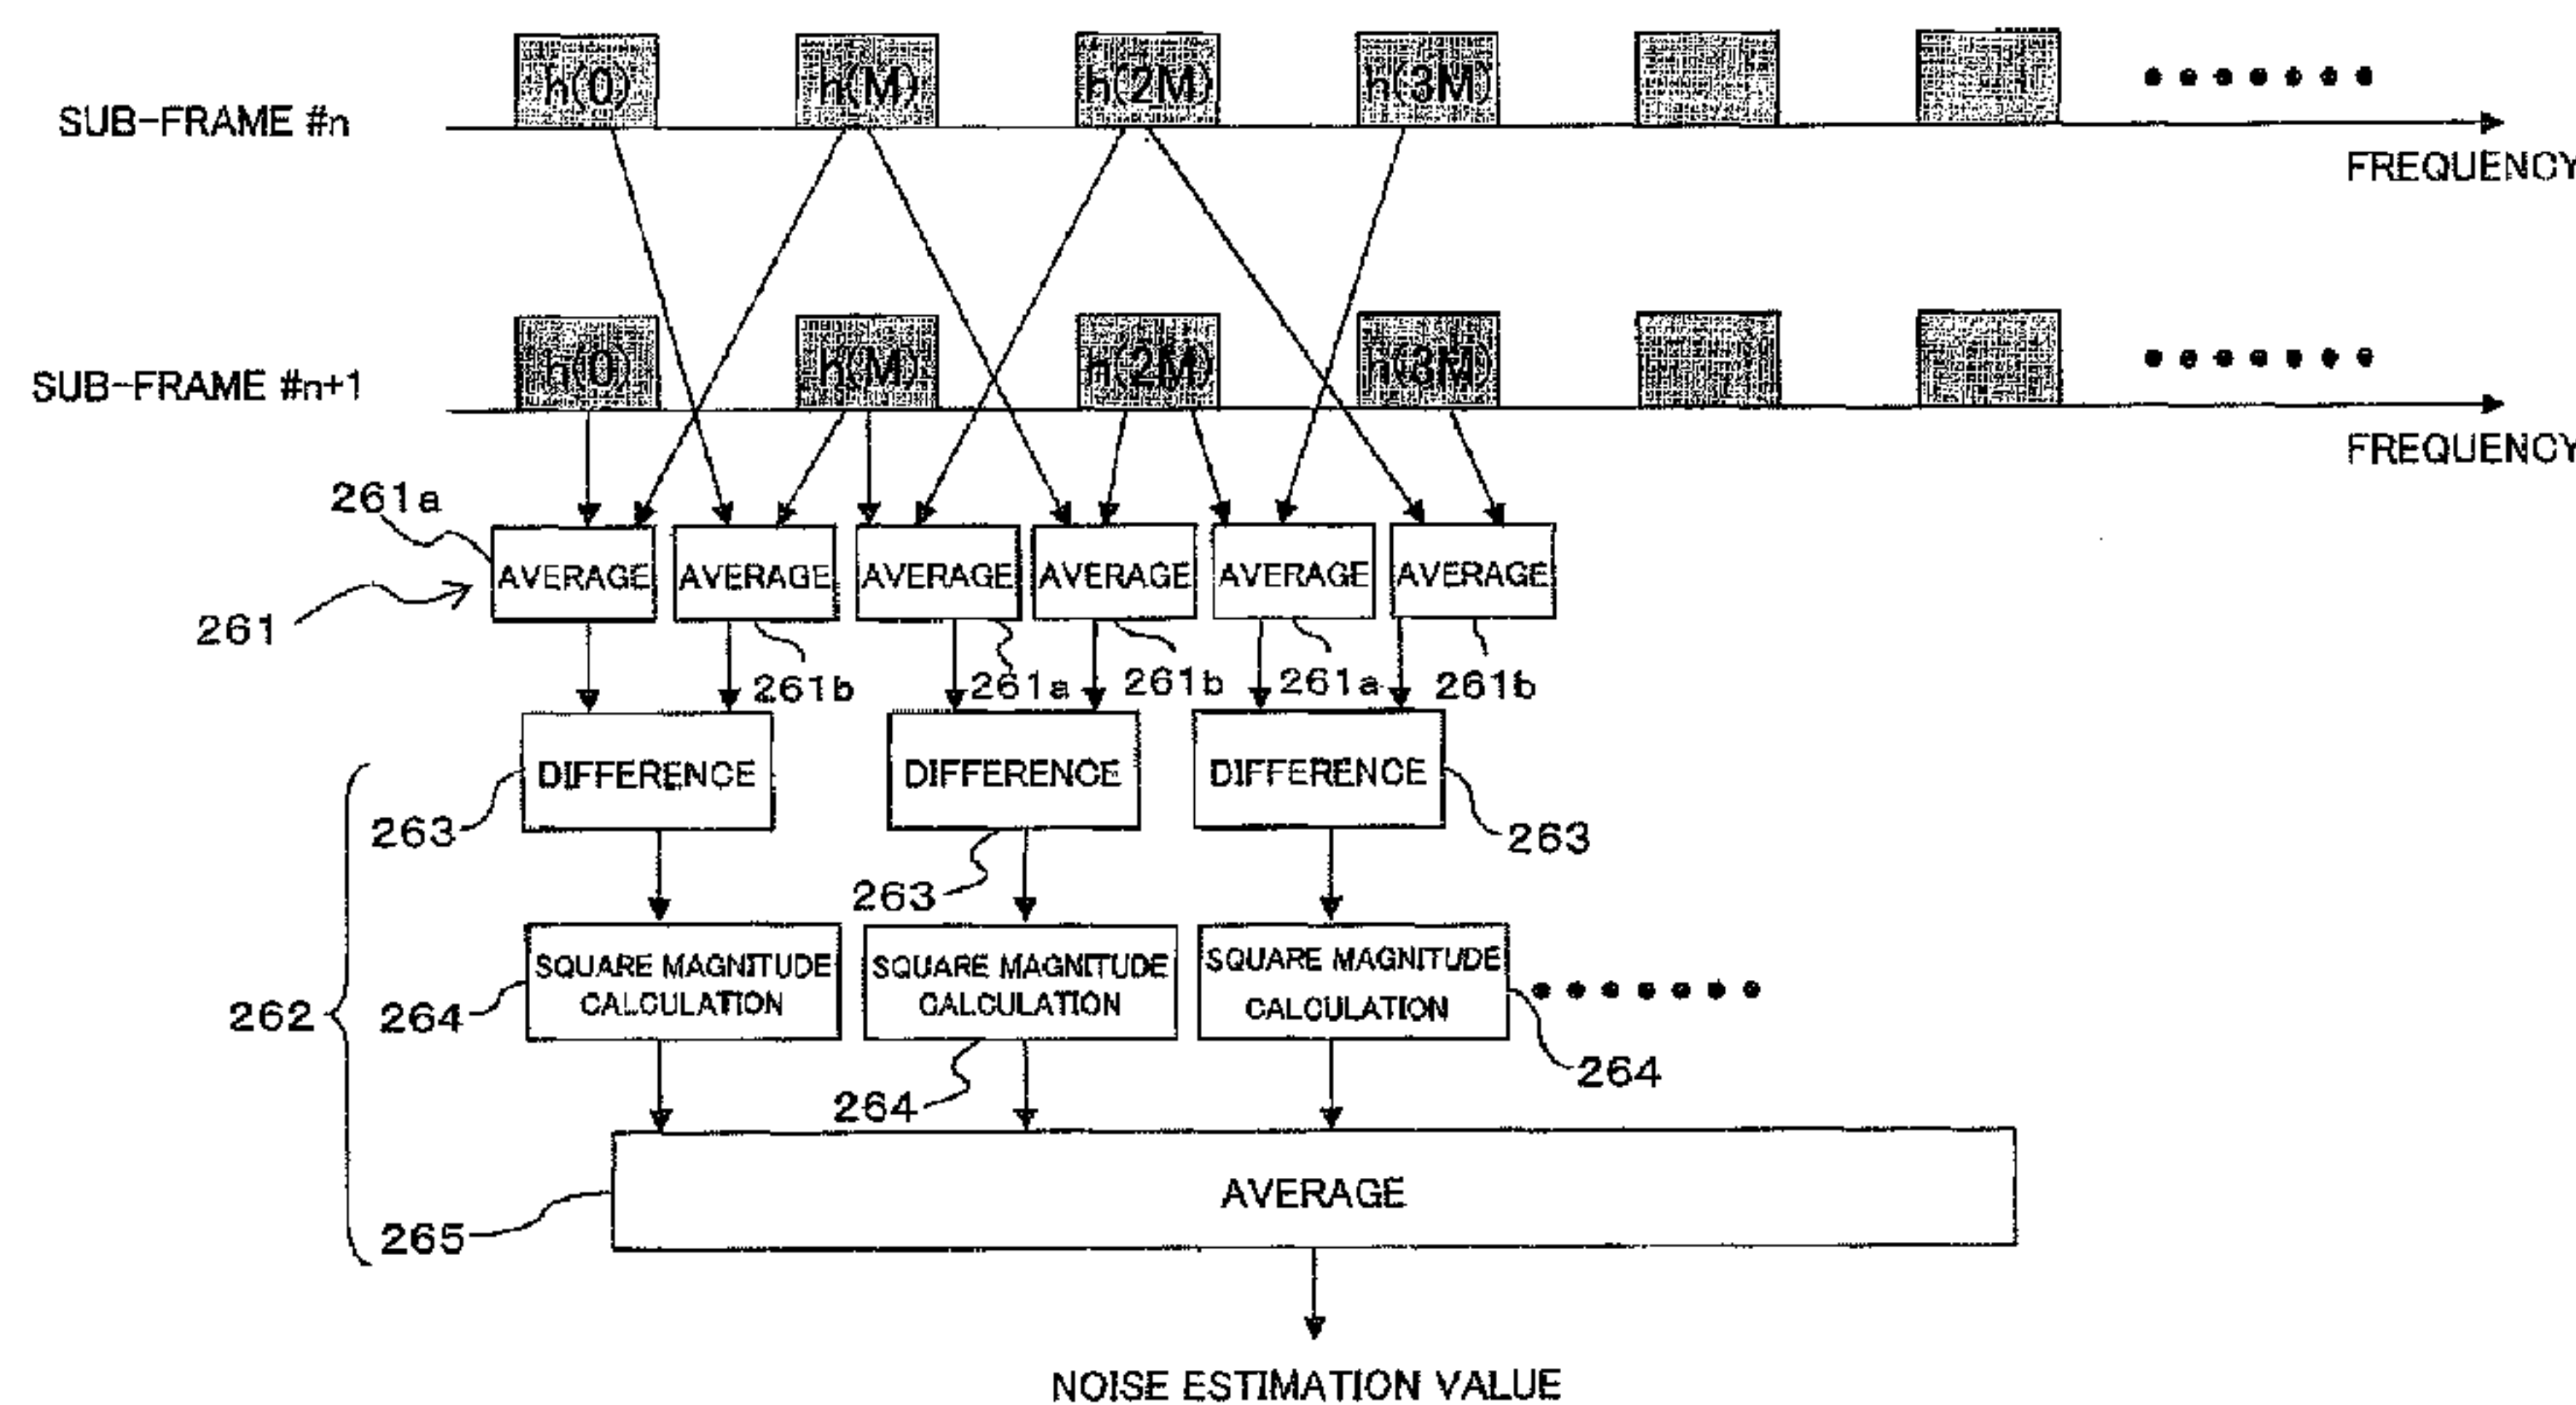 h(0) h(M) h(2M) h(3M)
SUB-FRAME #n
FREQUENCY
h(0) h(M) h(2M) h(3M)
SUB-FRAME #n+1
FREQUENCY
261a
AVERAGE AVERAGE AVERAGE AVERAGE AVERAGE AVERAGE
261
261b 261a 261b 261a 261b
DIFFERENCE DIFFERENCE DIFFERENCE
263 263
263
SQUARE MAGNITUDE SQUARE MAGNITUDE SQUARE MAGNITUDE
CALCULATION CALCULATION CALCULATION
262 264
264
264
AVERAGE
265
NOISE ESTIMATION VALUE